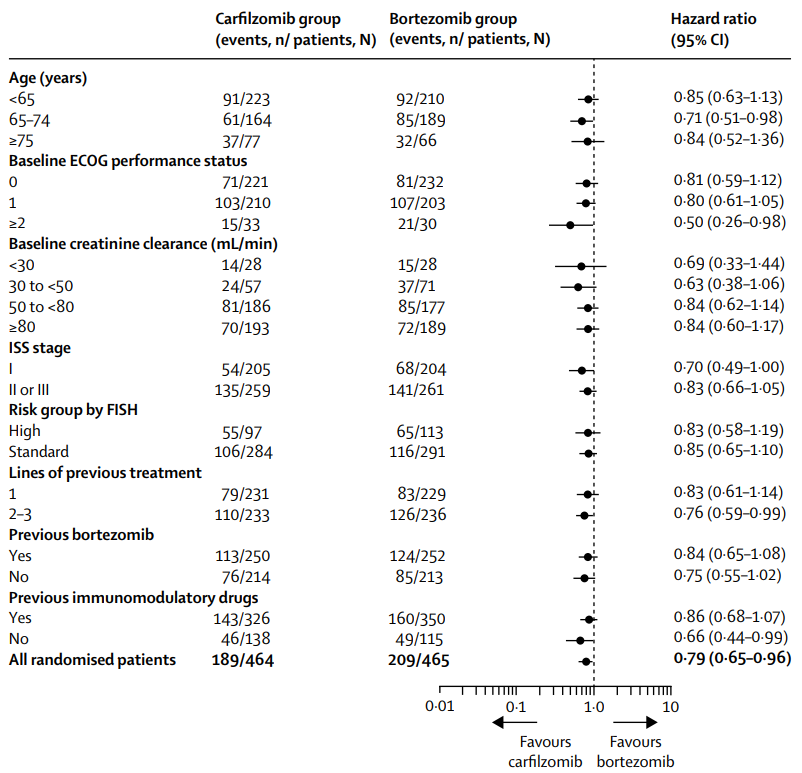 Carfilzomib group Bortezomib group Hazard ratio
(events, n/ patients, N) (events, n/ patients, N) (95% CI)
Age (years)
<65 91/223 92/210 0·85 (0·63–1·13)
65–74 61/164 85/189 0·71 (0·51–0·98)
≥75 37/77 32/66 0·84 (0·52–1·36)
Baseline ECOG performance status
0 71/221 81/232 0·81 (0·59–1·12)
1 103/210 107/203 0·80 (0·61–1·05)
≥2 15/33 21/30 0·50 (0·26–0·98)
Baseline creatinine clearance (mL/min)
<30 14/28 15/28 0·69 (0·33–1·44)
30 to <50 24/57 37/71 0·63 (0·38–1·06)
50 to <80 81/186 85/177 0·84 (0·62–1·14)
≥80 70/193 72/189 0·84 (0·60–1·17)
ISS stage
I 54/205 68/204 0·70 (0·49–1·00)
II or III 135/259 141/261 0·83 (0·66–1·05)
Risk group by FISH
High 55/97 65/113 0·83 (0·58–1·19)
Standard 106/284 116/291 0·85 (0·65–1·10)
Lines of previous treatment
1 79/231 83/229 0·83 (0·61–1·14)
2–3 110/233 126/236 0·76 (0·59–0·99)
Previous bortezomib
Yes 113/250 124/252 0·84 (0·65–1·08)
No 76/214 85/213 0·75 (0·55–1·02)
Previous immunomodulatory drugs
Yes 143/326 160/350 0·86 (0·68–1·07)
No 46/138 49/115 0·66 (0·44–0·99)
All randomised patients 189/464 209/465 0·79 (0·65–0·96)
0·01 0·1 1·0 10
Favours Favours
carfilzomib bortezomib